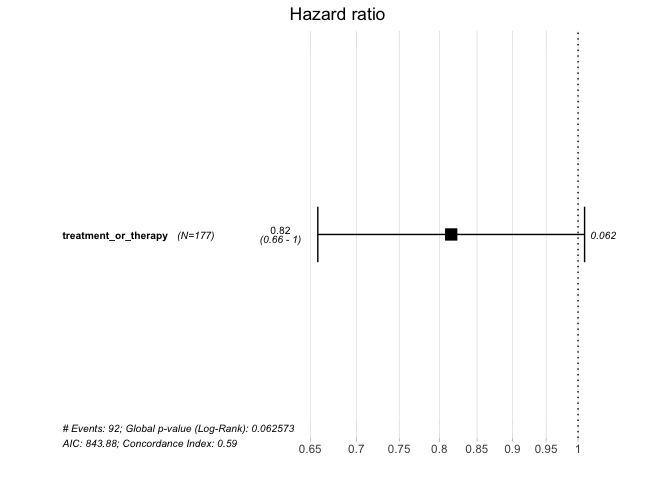 Hazard ratio
treatment_or_therapy (N=177)
0.82
(0.66 - 1)
0.062
# Events: 92; Global p-value (Log-Rank): 0.062573
AIC: 843.88; Concordance Index: 0.59
0.65 0.7 0.75 0.8 0.85 0.9 0.95 1